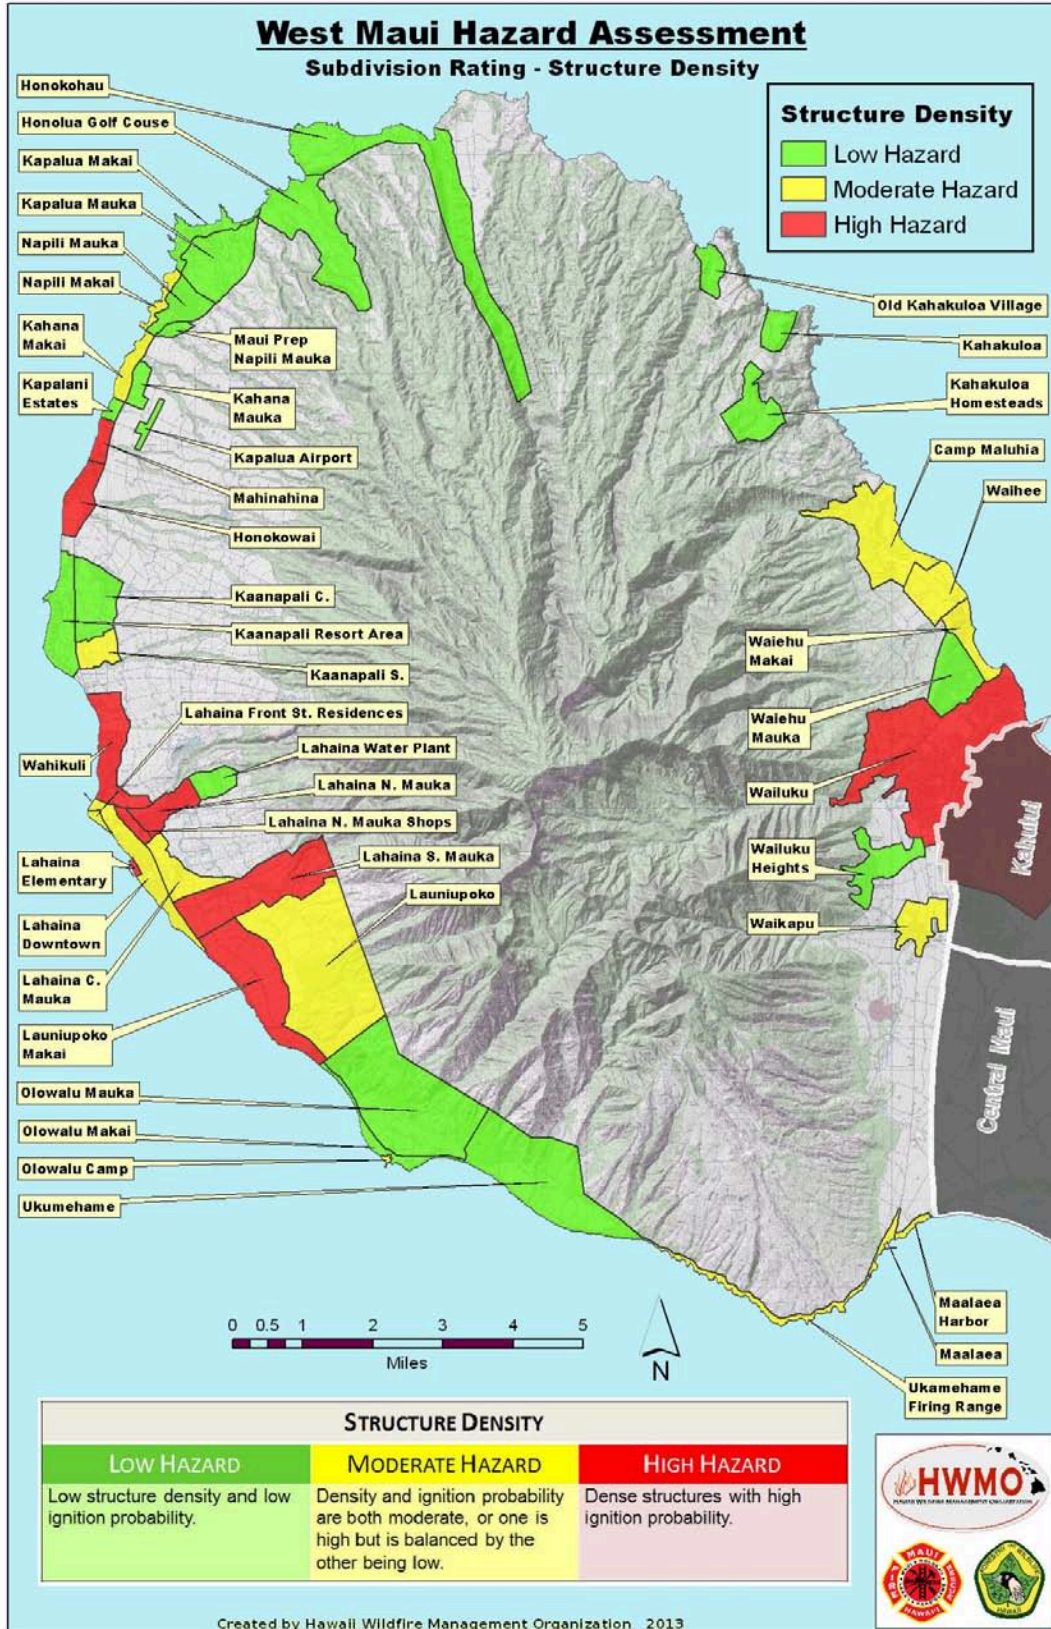 West Maui Hazard Assessment
Subdivision Rating - Structure Density
Structure Density
Low Hazard
Moderate Hazard
High Hazard
Honokohau
Honolua Golf Couse
Kapalua Makai
Kapalua Mauka
Napili Mauka
Napili Makai
Kahana
Makai
Kapalani
Estates
Maui Prep
Napili Mauka
Kahana
Mauka
Kapalua Airport
Mahinahina
Honokowai
Kaanapali C.
Kaanapali Resort Area
Kaanapali S.
Lahaina Front St. Residences
Wahikuli
Lahaina Water Plant
Lahaina N. Mauka
Lahaina N. Mauka Shops
Lahaina
Elementary
Lahaina S. Mauka
Launiupoko
Lahaina
Downtown
Lahaina C.
Mauka
Launiupoko
Makai
Olowalu Mauka
Olowalu Makai
Olowalu Camp
Ukumehame
Old Kahakuloa Village
Kahakuloa
Kahakuloa
Homesteads
Camp Maluhia
Waihee
Waiehu
Makai
Waiehu
Mauka
Wailuku
Wailuku
Heights
Waikapu
Kahului
Central Maui
Maalaea
Harbor
Maalaea
Ukamehame
Firing Range
0 0.5 1 2 3 4 5
Miles
N
STRUCTURE DENSITY
LOW HAZARD
Low structure density and low
ignition probability.
MODERATE HAZARD
Density and ignition probability
are both moderate, or one is
high but is balanced by the
other being low.
HIGH HAZARD
Dense structures with high
ignition probability.
HWMO
HAWAII WILDFIRE MANAGEMENT ORGANIZATION
MAUI
FIRE
HAWAI'I
HAWAII
Created by Hawaii Wildfire Management Organization 2013